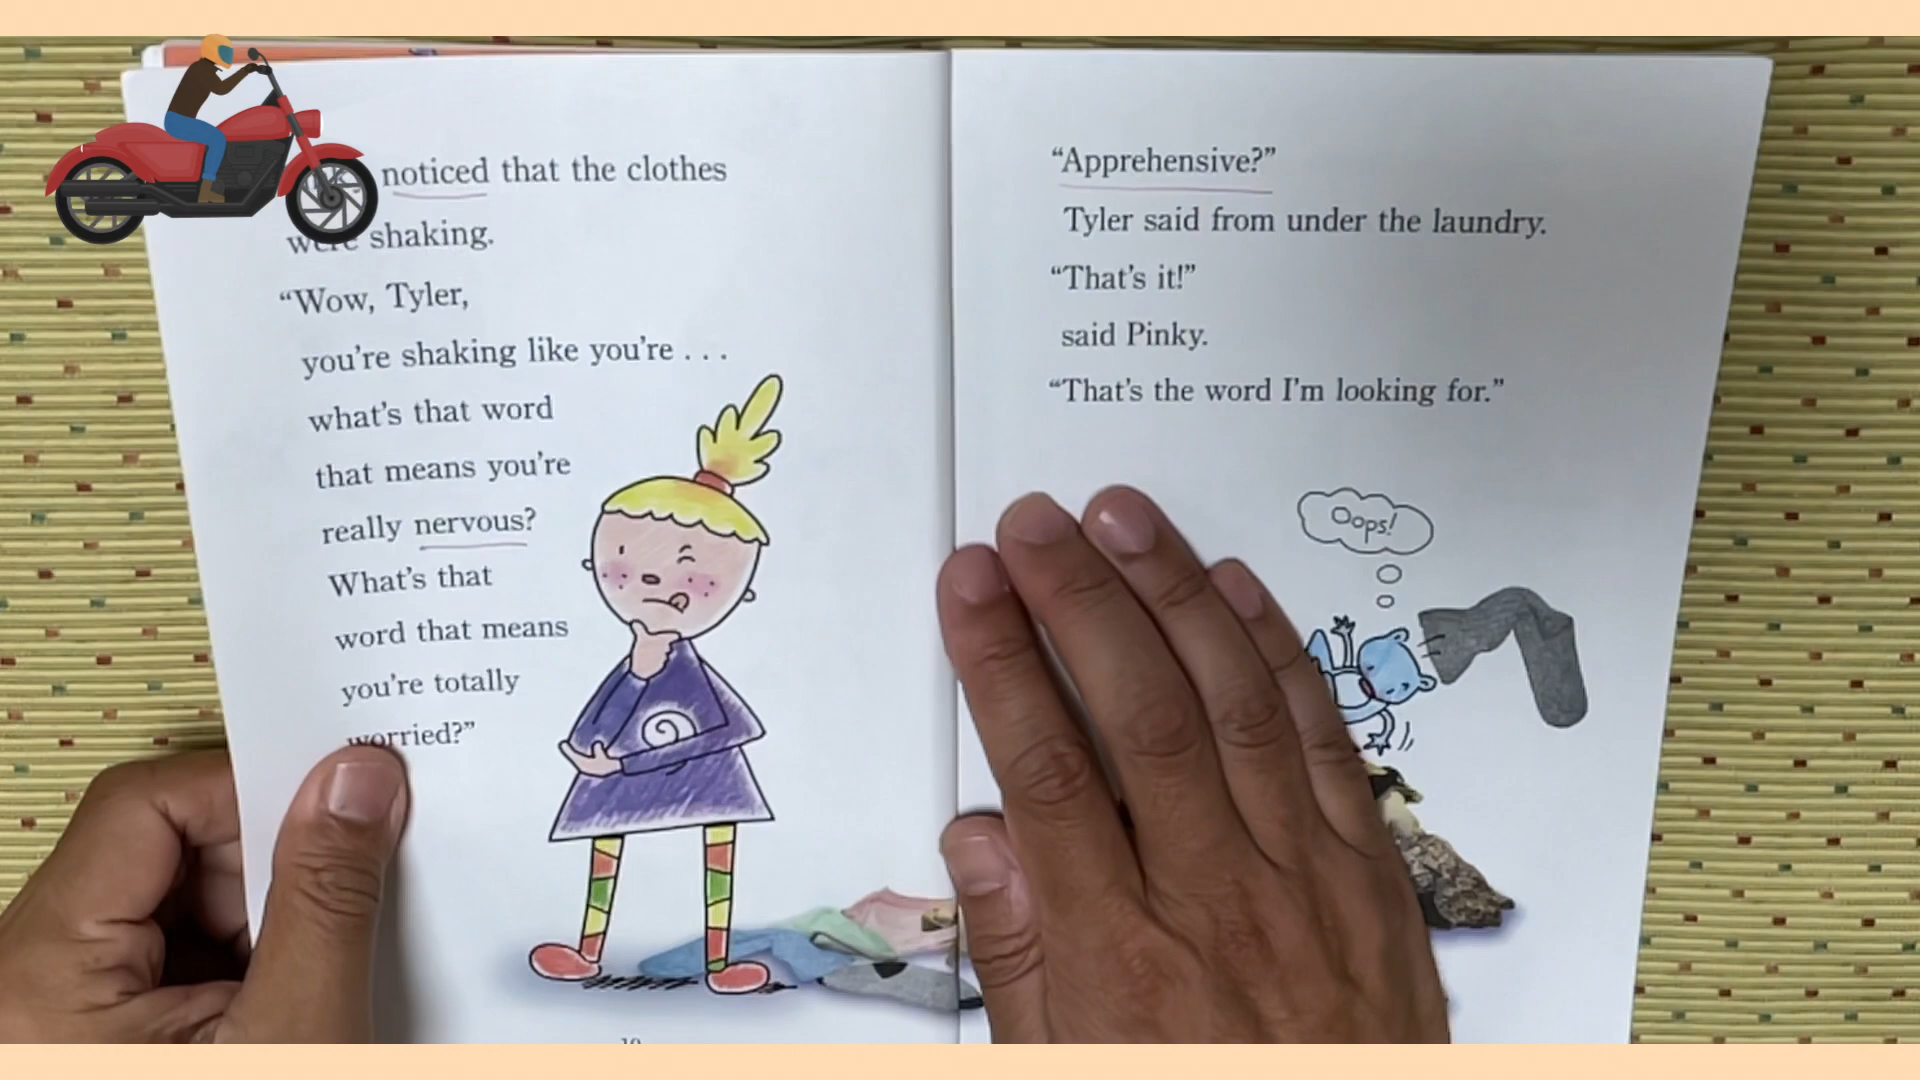 noticed that the clothes
were shaking.
“Wow, Tyler,
you’re shaking like you’re . . .
what’s that word
that means you’re
really nervous?
What’s that
word that means
you’re totally
worried?”
“Apprehensive?”
Tyler said from under the laundry.
“That’s it!”
said Pinky.
“That’s the word I’m looking for.”
Oops!